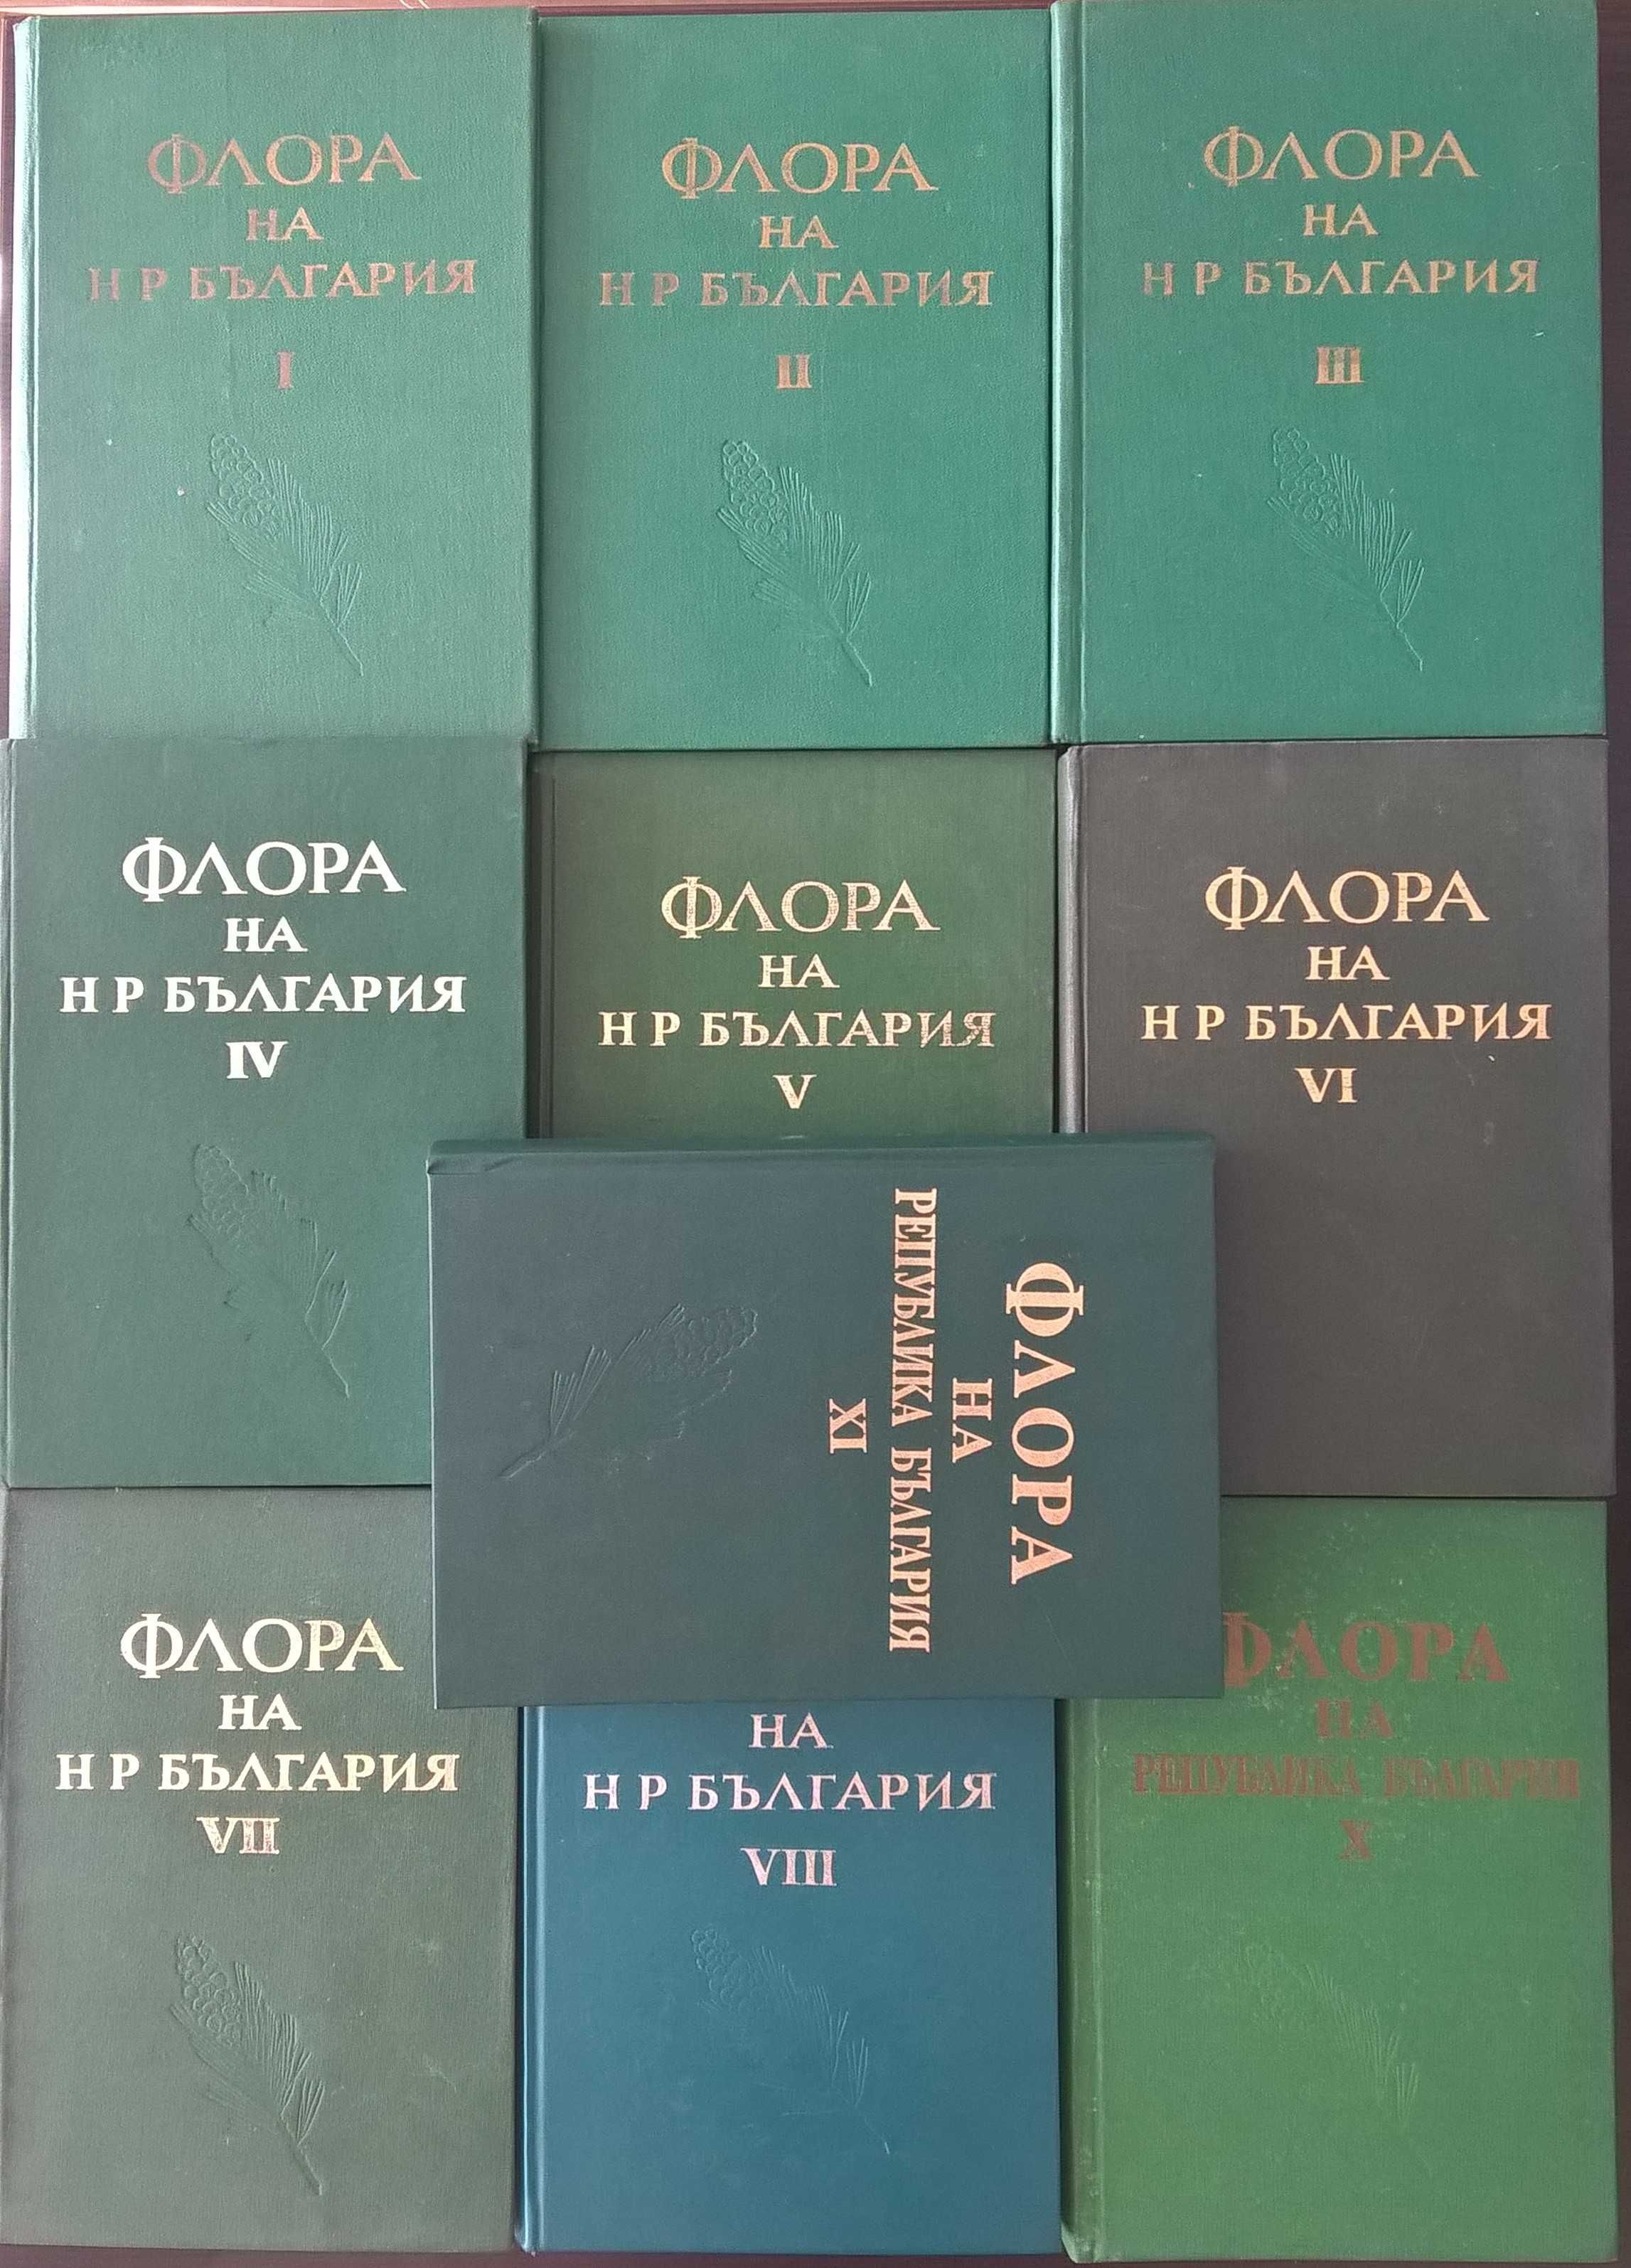 ФЛОРА
НА
Н Р БЪЛГАРИЯ
I
ФЛОРА
НА
Н Р БЪЛГАРИЯ
II
ФЛОРА
НА
Н Р БЪЛГАРИЯ
III
ФЛОРА
НА
Н Р БЪЛГАРИЯ
IV
ФЛОРА
НА
Н Р БЪЛГАРИЯ
V
ФЛОРА
НА
Н Р БЪЛГАРИЯ
VI
ФЛОРА
НА
РЕПУБЛИКА БЪЛГАРИЯ
XI
ФЛОРА
НА
Н Р БЪЛГАРИЯ
VII
НА
Н Р БЪЛГАРИЯ
VIII
ФЛОРА
НА
РЕПУБЛИКА БЪЛГАРИЯ
X